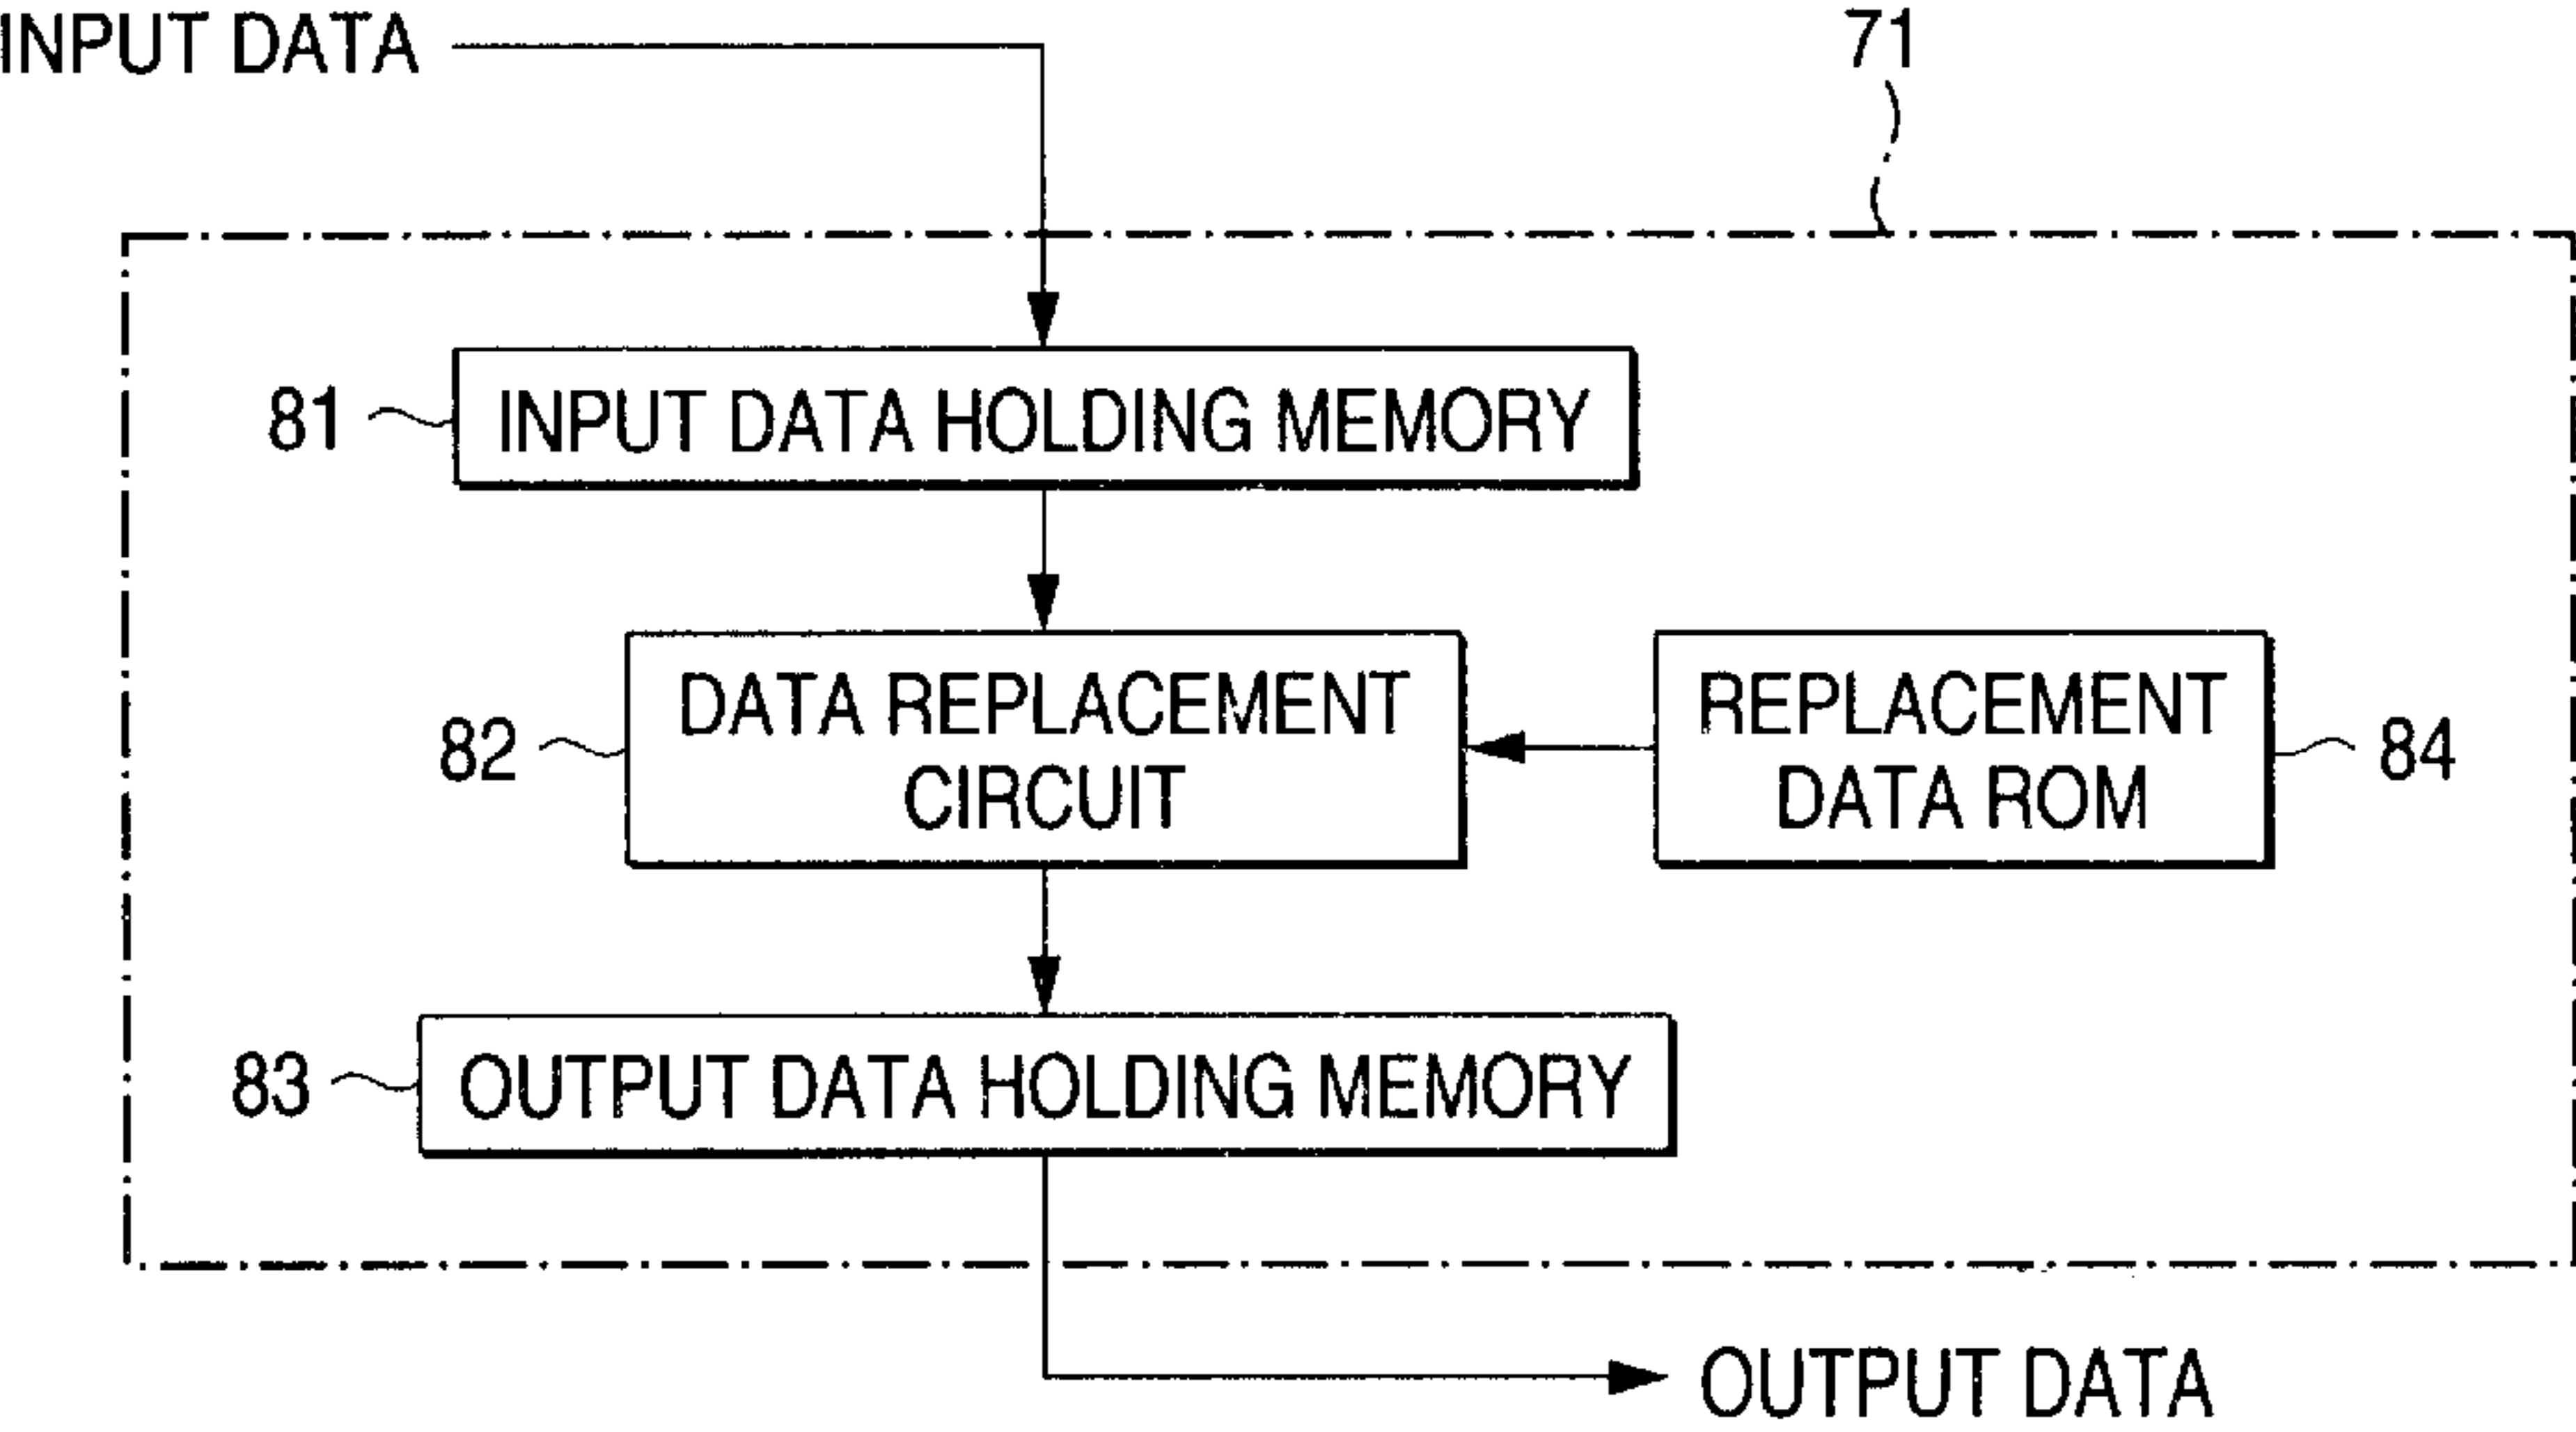 INPUT DATA
71
81
INPUT DATA HOLDING MEMORY
82
DATA REPLACEMENT
CIRCUIT
REPLACEMENT
DATA ROM
84
83
OUTPUT DATA HOLDING MEMORY
OUTPUT DATA